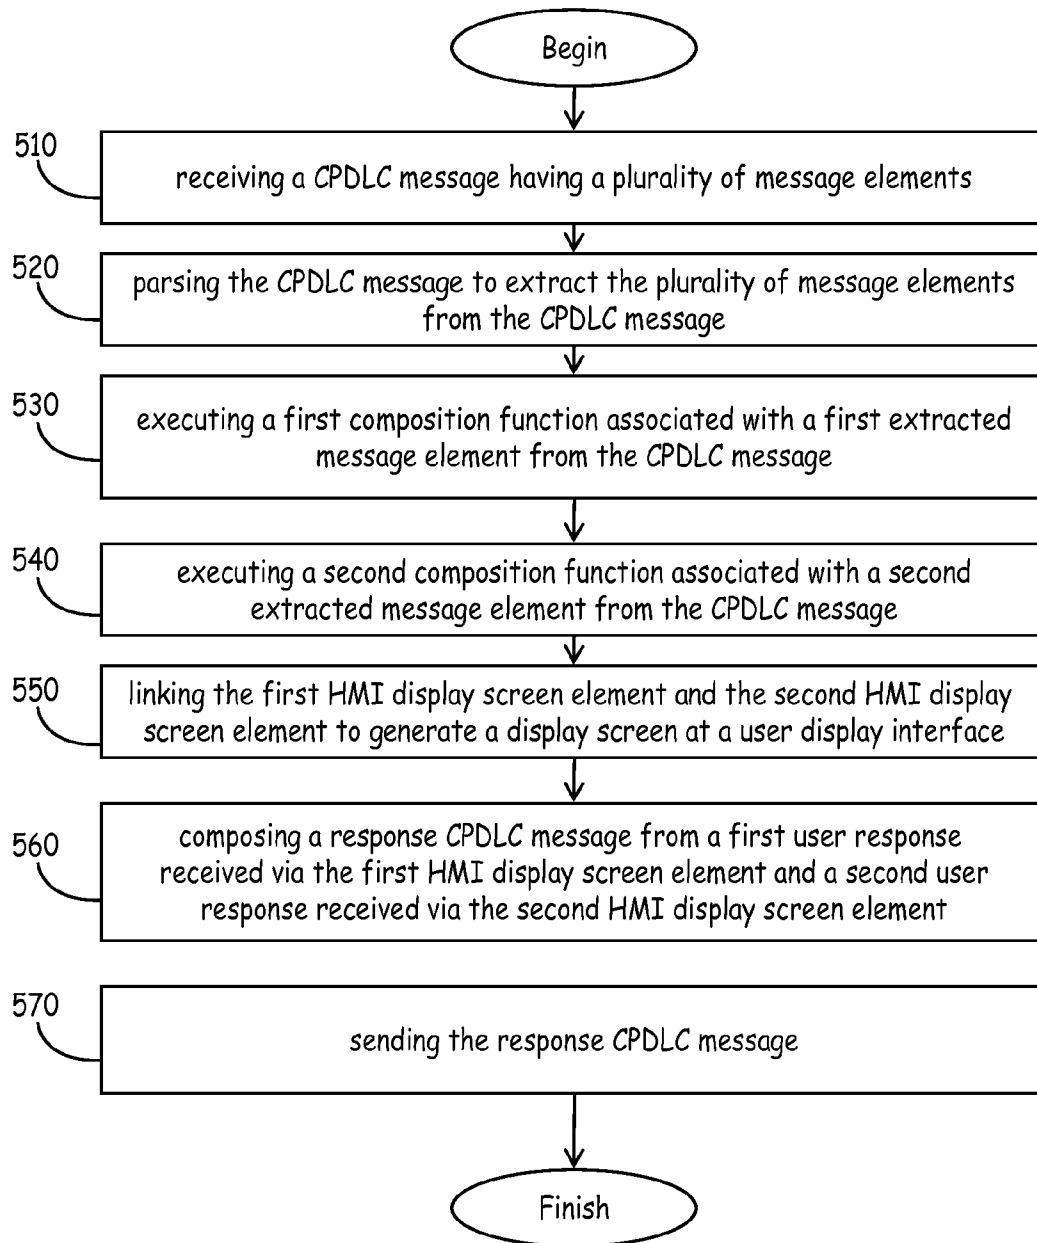 Begin
510
receiving a CPDLC message having a plurality of message elements
520
parsing the CPDLC message to extract the plurality of message elements
from the CPDLC message
530
executing a first composition function associated with a first extracted
message element from the CPDLC message
540
executing a second composition function associated with a second
extracted message element from the CPDLC message
550
linking the first HMI display screen element and the second HMI display
screen element to generate a display screen at a user display interface
560
composing a response CPDLC message from a first user response
received via the first HMI display screen element and a second user
response received via the second HMI display screen element
570
sending the response CPDLC message
Finish